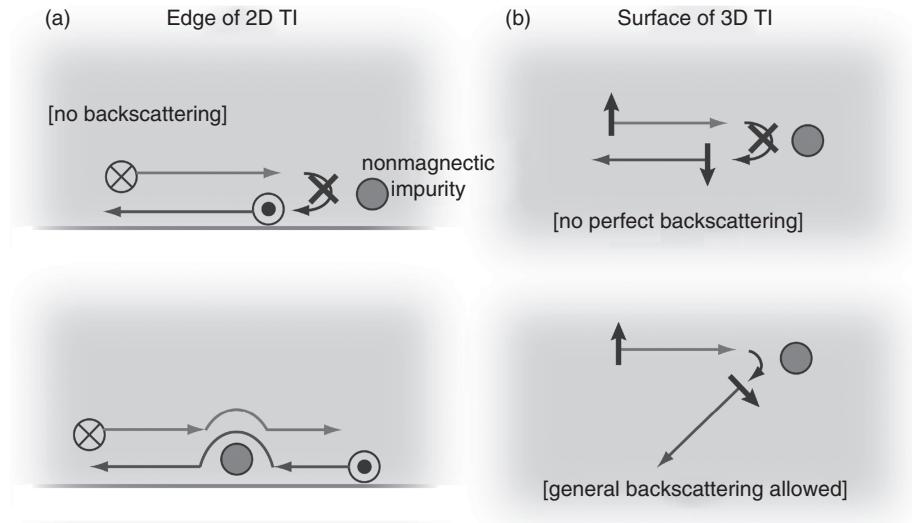 (a) Edge of 2D TI
[no backscattering]
nonmagnectic
impurity
(b) Surface of 3D TI
[no perfect backscattering]
[general backscattering allowed]